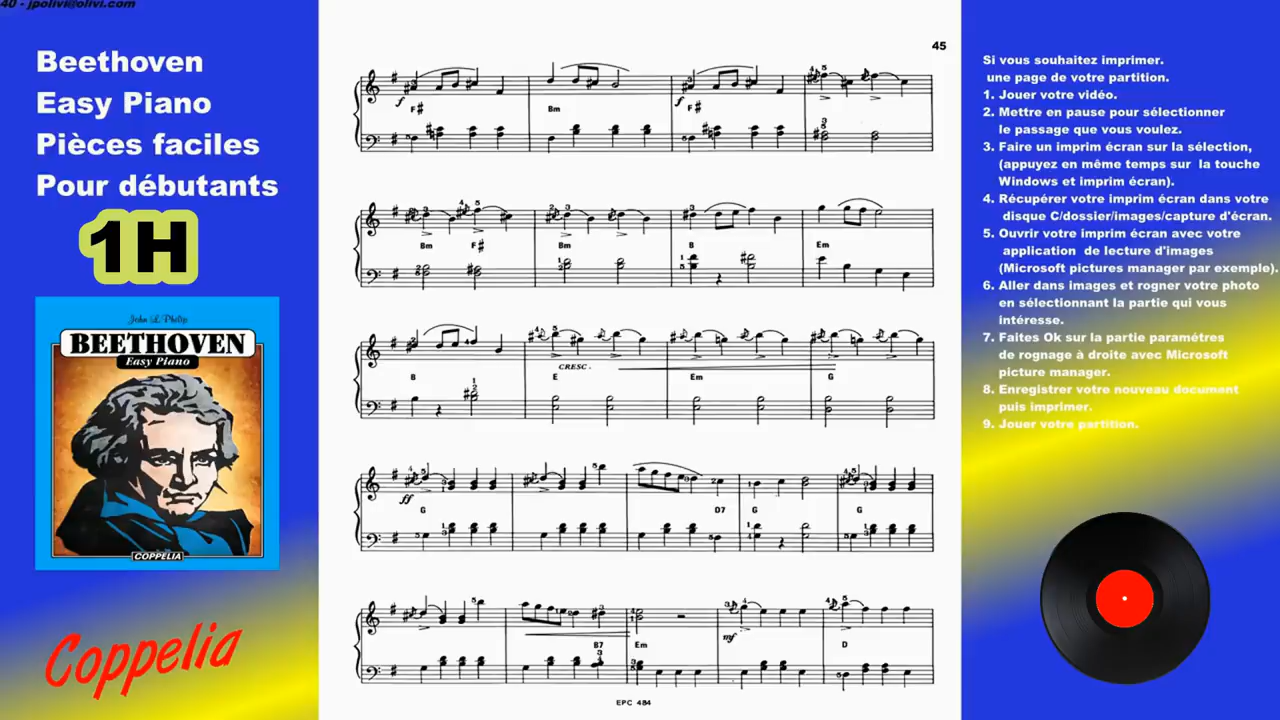 40 - jpolivi@olivi.com
Beethoven
Easy Piano
Pièces faciles
Pour débutants
1H
John L. Philip
BEETHOVEN
Easy Piano
COPPELIA
Coppelia
45
f F# Bm f F#
Bm F# Bm B Em
CRESC.
B E Em G
ff
G D7 G G
B7 Em mf D
EPC 484
Si vous souhaitez imprimer.
une page de votre partition.
1. Jouer votre vidéo.
2. Mettre en pause pour sélectionner
le passage que vous voulez.
3. Faire un imprim écran sur la sélection,
(appuyez en même temps sur la touche
Windows et imprim écran).
4. Récupérer votre imprim écran dans votre
disque C/dossier/images/capture d'écran.
5. Ouvrir votre imprim écran avec votre
application de lecture d'images
(Microsoft pictures manager par exemple).
6. Aller dans images et rogner votre photo
en sélectionnant la partie qui vous
intéresse.
7. Faites Ok sur la partie paramétres
de rognage à droite avec Microsoft
picture manager.
8. Enregistrer votre nouveau document
puis imprimer.
9. Jouer votre partition.